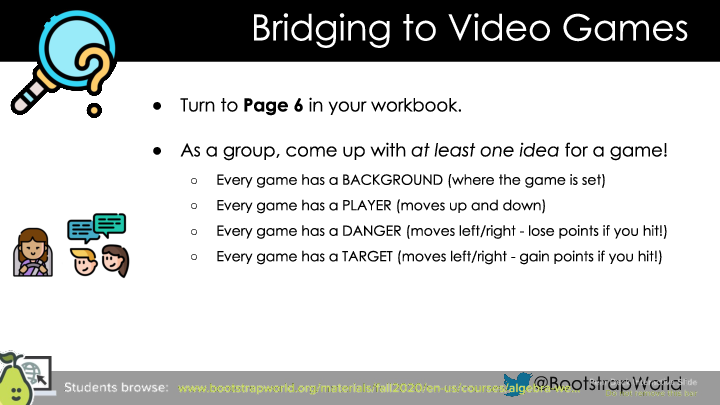 Bridging to Video Games
● Turn to Page 6 in your workbook.
● As a group, come up with at least one idea for a game!
○ Every game has a BACKGROUND (where the game is set)
○ Every game has a PLAYER (moves up and down)
○ Every game has a DANGER (moves left/right - lose points if you hit!)
○ Every game has a TARGET (moves left/right - gain points if you hit!)
Students browse: www.bootstrapworld.org/materials/fall2020/en-us/courses/algebra-we...
@BootstrapWorld